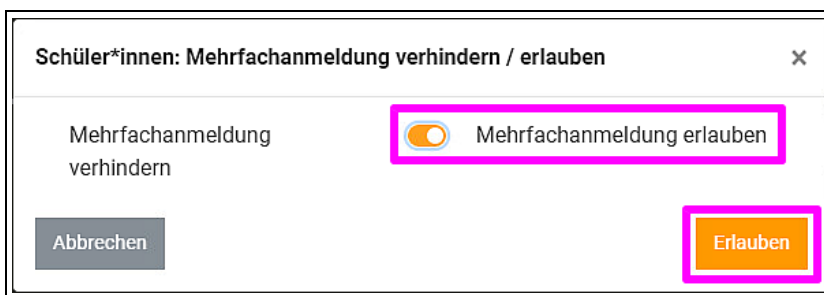 Schüler*innen: Mehrfachanmeldung verhindern / erlauben ×
Mehrfachanmeldung verhindern
Mehrfachanmeldung erlauben
Abbrechen
Erlauben